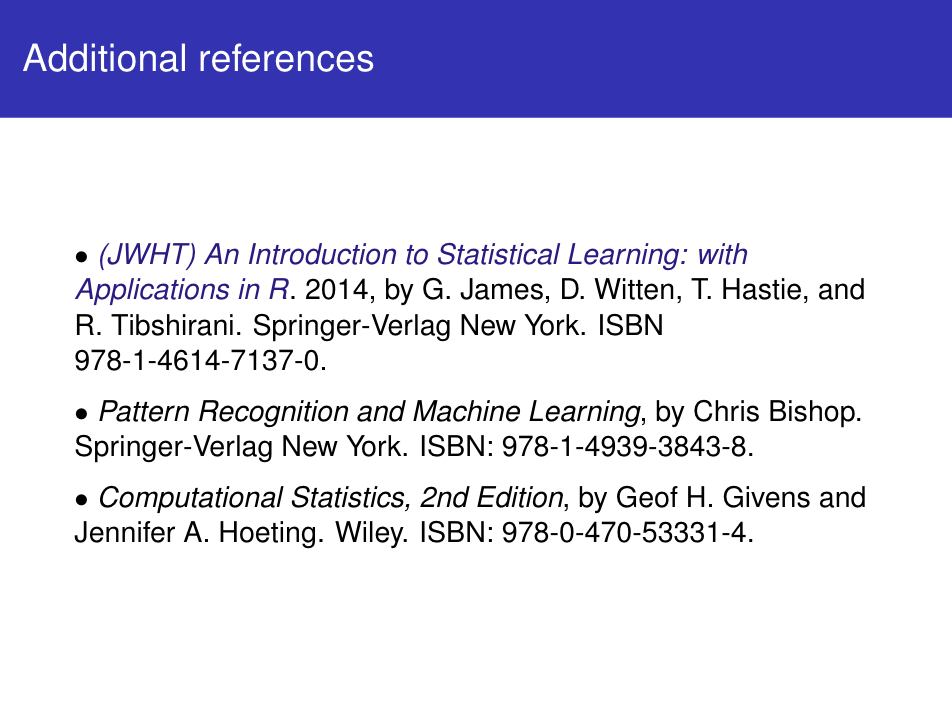 Additional references
• (JWHT) An Introduction to Statistical Learning: with
Applications in R. 2014, by G. James, D. Witten, T. Hastie, and
R. Tibshirani. Springer-Verlag New York. ISBN
978-1-4614-7137-0.
• Pattern Recognition and Machine Learning, by Chris Bishop.
Springer-Verlag New York. ISBN: 978-1-4939-3843-8.
• Computational Statistics, 2nd Edition, by Geof H. Givens and
Jennifer A. Hoeting. Wiley. ISBN: 978-0-470-53331-4.